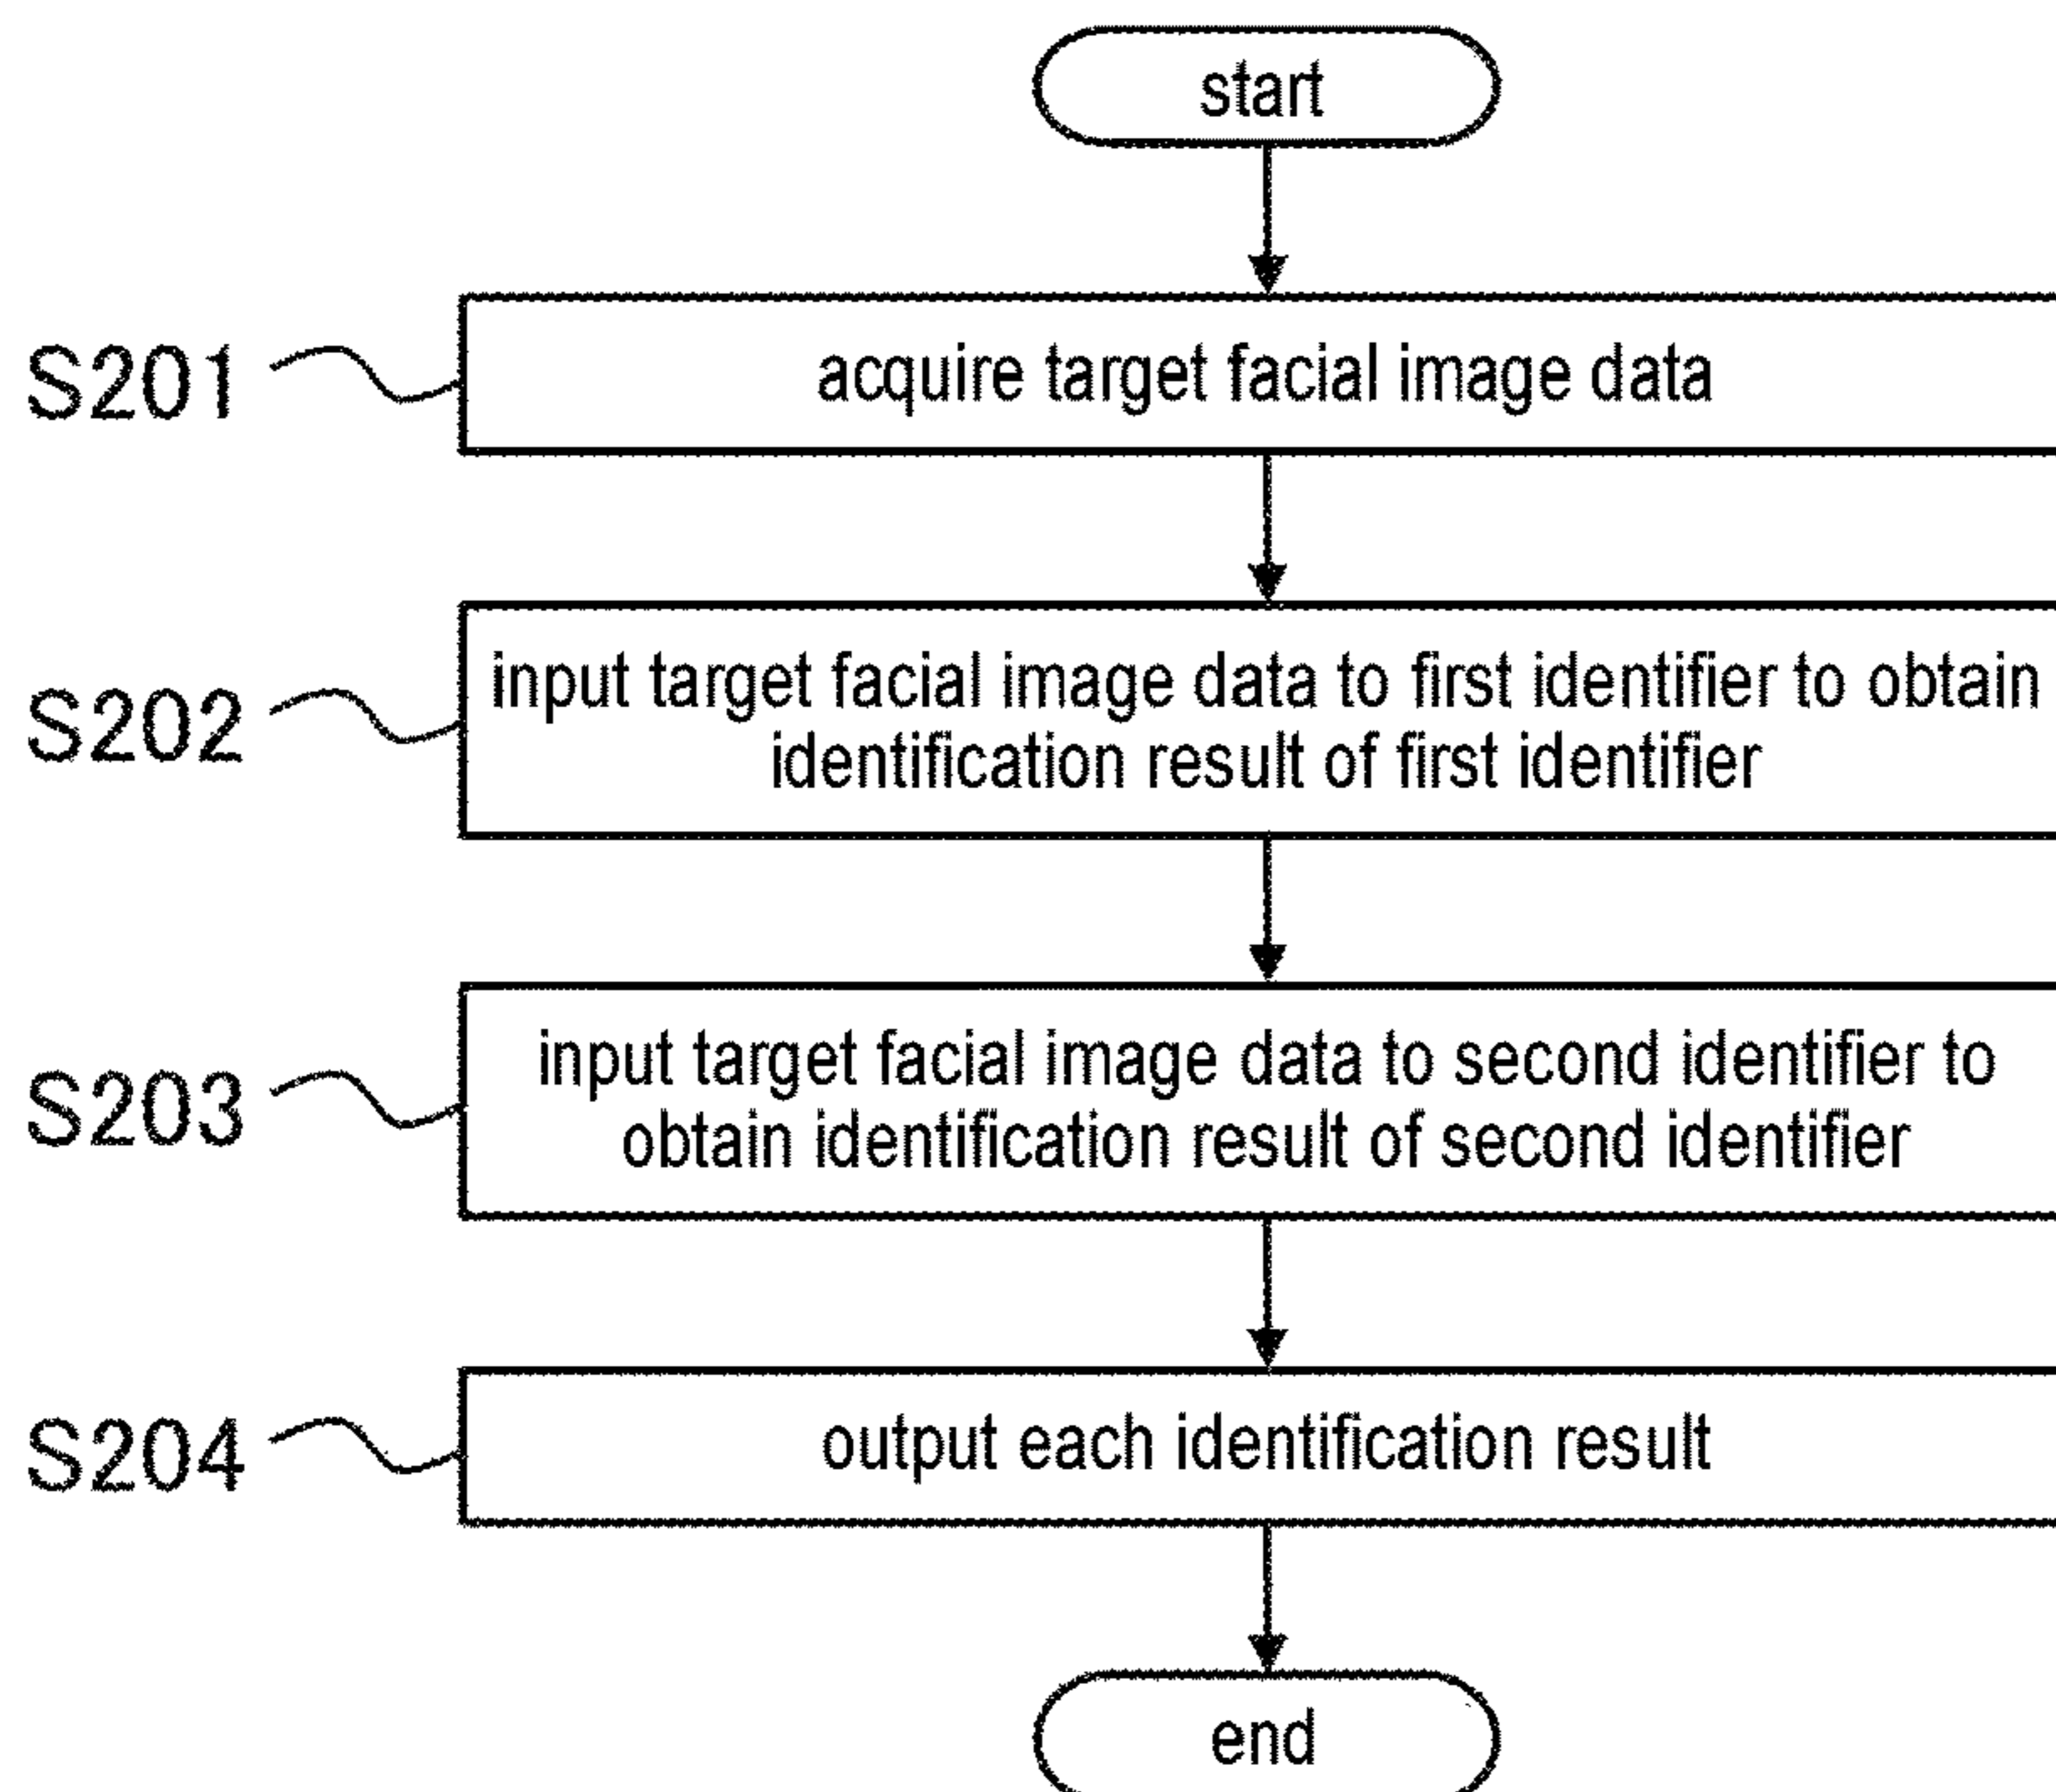 start
S201
acquire target facial image data
S202
input target facial image data to first identifier to obtain
identification result of first identifier
S203
input target facial image data to second identifier to
obtain identification result of second identifier
S204
output each identification result
end